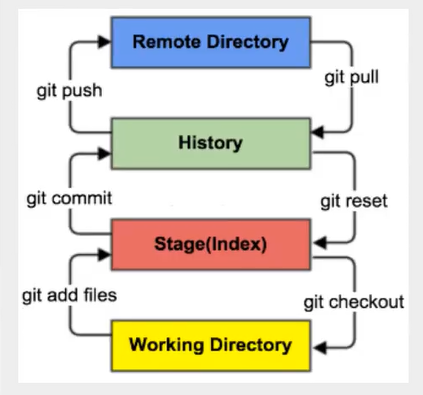 Remote Directory
git push
git pull
History
git commit
git reset
Stage(Index)
git add files
git checkout
Working Directory